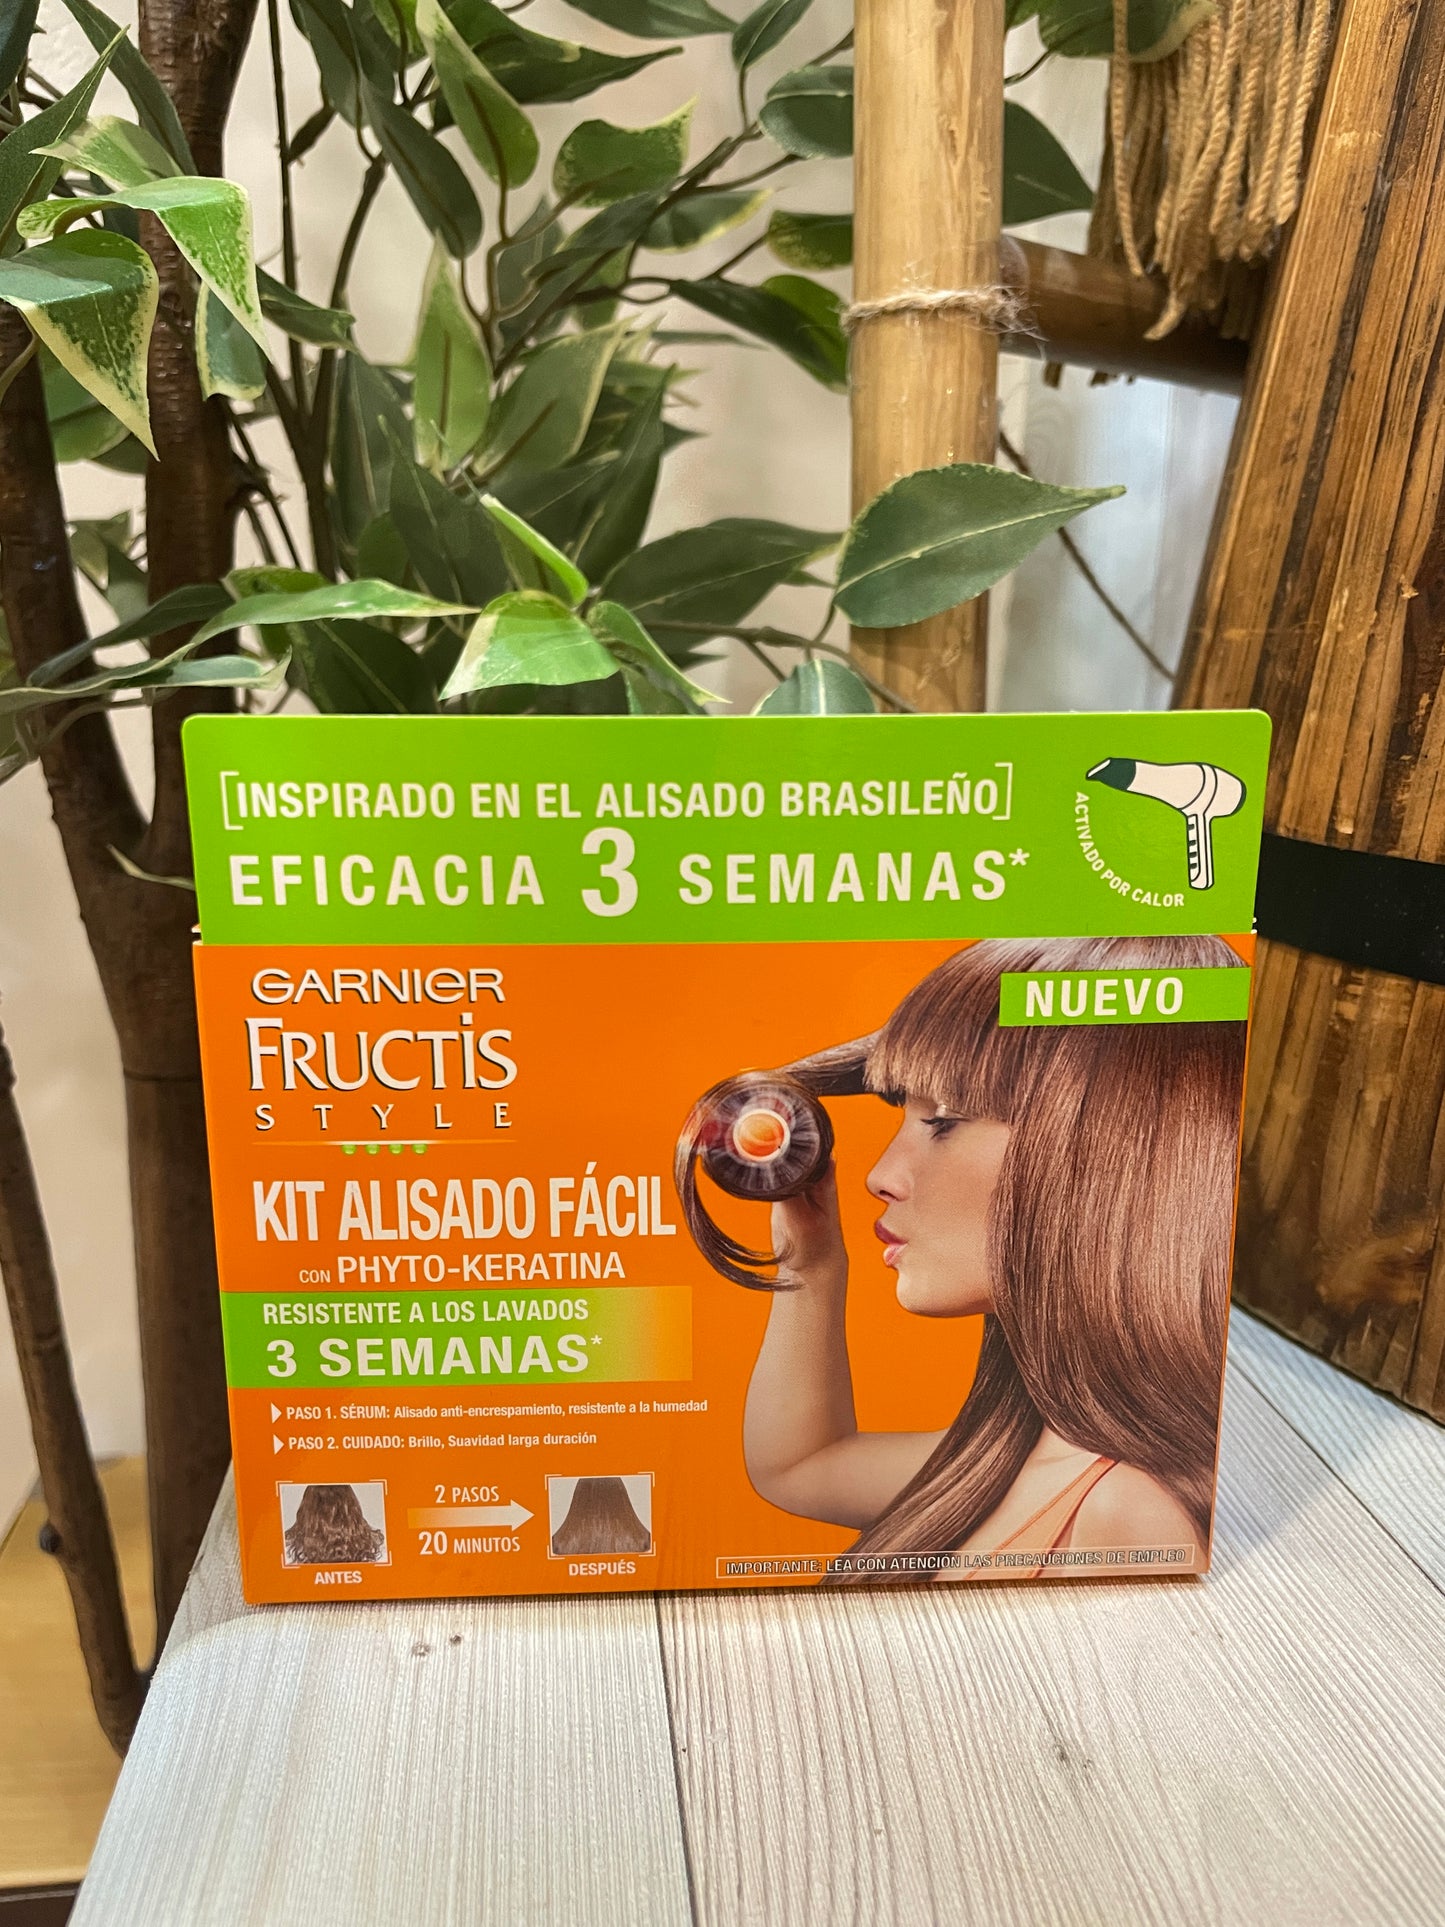 [INSPIRADO EN EL ALISADO BRASILEÑO]
EFICACIA 3 SEMANAS*
ACTIVADO POR CALOR
GARNIER
FRUCTiS
STYLE
NUEVO
KIT ALISADO FÁCIL
CON PHYTO-KERATINA
RESISTENTE A LOS LAVADOS
3 SEMANAS*
PASO 1. SÉRUM: Alisado anti-encrespamiento, resistente a la humedad
PASO 2. CUIDADO: Brillo, Suavidad larga duración
2 PASOS
20 MINUTOS
ANTES
DESPUÉS
IMPORTANTE: LEA CON ATENCIÓN LAS PRECAUCIONES DE EMPLEO